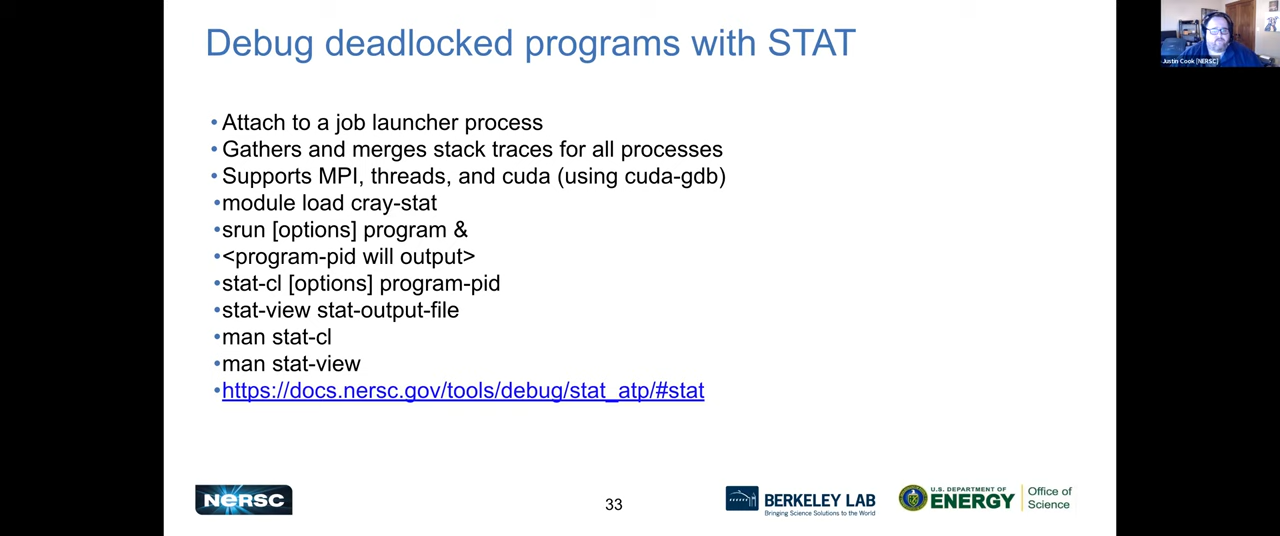 Debug deadlocked programs with STAT
Justin Cook [NERSC]
•Attach to a job launcher process
•Gathers and merges stack traces for all processes
•Supports MPI, threads, and cuda (using cuda-gdb)
•module load cray-stat
•srun [options] program &
•<program-pid will output>
•stat-cl [options] program-pid
•stat-view stat-output-file
•man stat-cl
•man stat-view
•https://docs.nersc.gov/tools/debug/stat_atp/#stat
NERSC
33
BERKELEY LAB
Bringing Science Solutions to the World
U.S. DEPARTMENT OF
ENERGY
Office of
Science